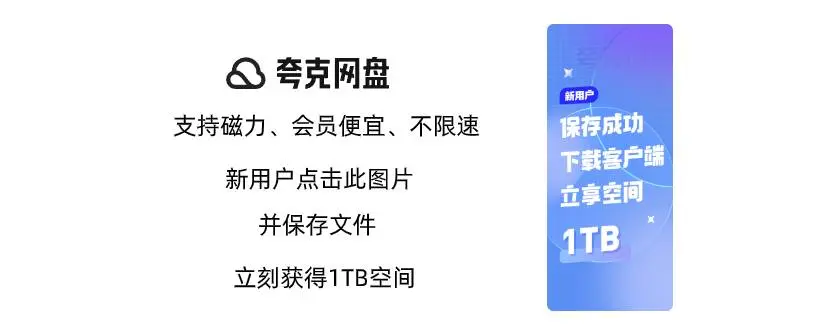 夸克网盘
支持磁力、会员便宜、不限速
新用户点击此图片
并保存文件
立刻获得1TB空间
新用户
保存成功
下载客户端
立享空间
1TB